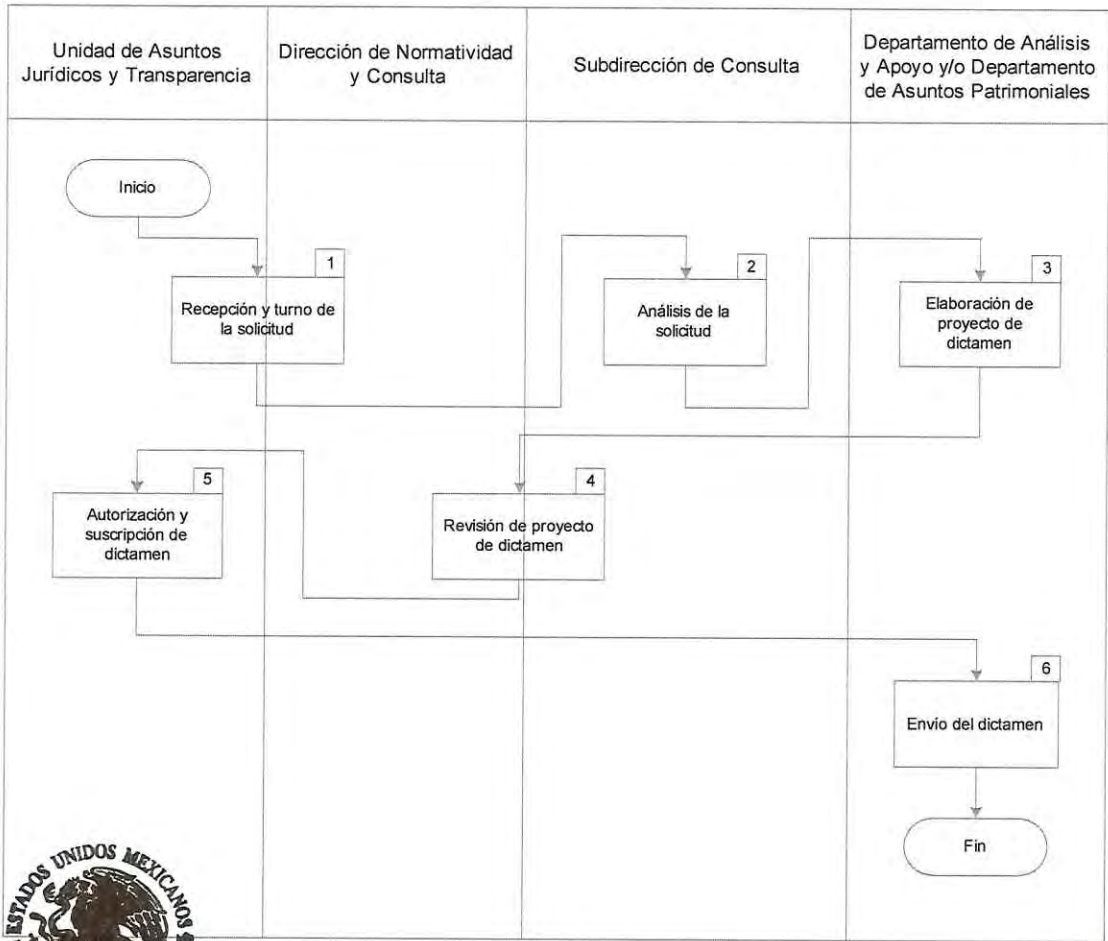 Unidad de Asuntos
Jurídicos y Transparencia
Dirección de Normatividad
y Consulta
Subdirección de Consulta
Departamento de Análisis
y Apoyo y/o Departamento
de Asuntos Patrimoniales
Inicio
1
Recepción y turno de
la solicitud
2
Análisis de la
solicitud
3
Elaboración de
proyecto de
dictamen
5
Autorización y
suscripción de
dictamen
4
Revisión de proyecto
de dictamen
6
Envío del dictamen
Fin
ESTADOS UNIDOS MEXICANOS